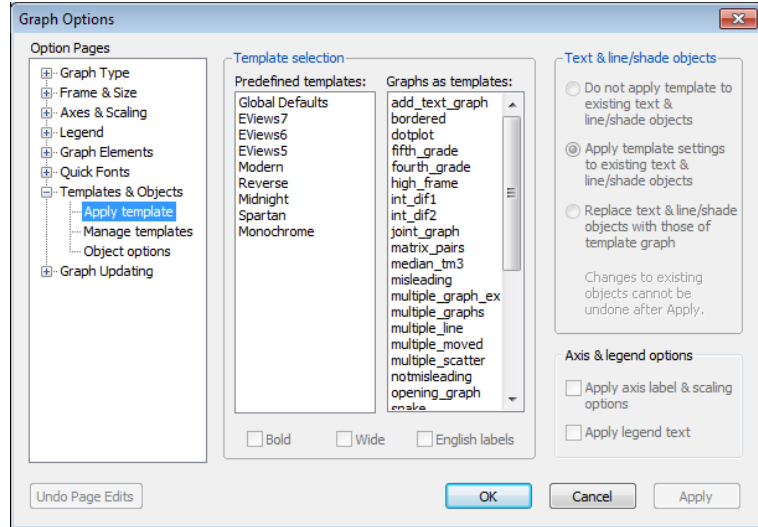 Graph Options
Option Pages
Graph Type
Frame & Size
Axes & Scaling
Legend
Graph Elements
Quick Fonts
Templates & Objects
Apply template
Manage templates
Object options
Graph Updating
Template selection
Predefined templates:
Global Defaults
EViews7
EViews6
EViews5
Modern
Reverse
Midnight
Spartan
Monochrome
Graphs as templates:
add_text_graph
bordered
dotplot
fifth_grade
fourth_grade
high_frame
int_dif1
int_dif2
joint_graph
matrix_pairs
median_tm3
misleading
multiple_graph_ex
multiple_graphs
multiple_line
multiple_moved
multiple_scatter
notmisleading
opening_graph
snake
Bold
Wide
English labels
Text & line/shade objects
Do not apply template to
existing text &
line/shade objects
Apply template settings
to existing text &
line/shade objects
Replace text & line/shade
objects with those of
template graph
Changes to existing
objects cannot be
undone after Apply.
Axis & legend options
Apply axis label & scaling
options
Apply legend text
Undo Page Edits
OK
Cancel
Apply